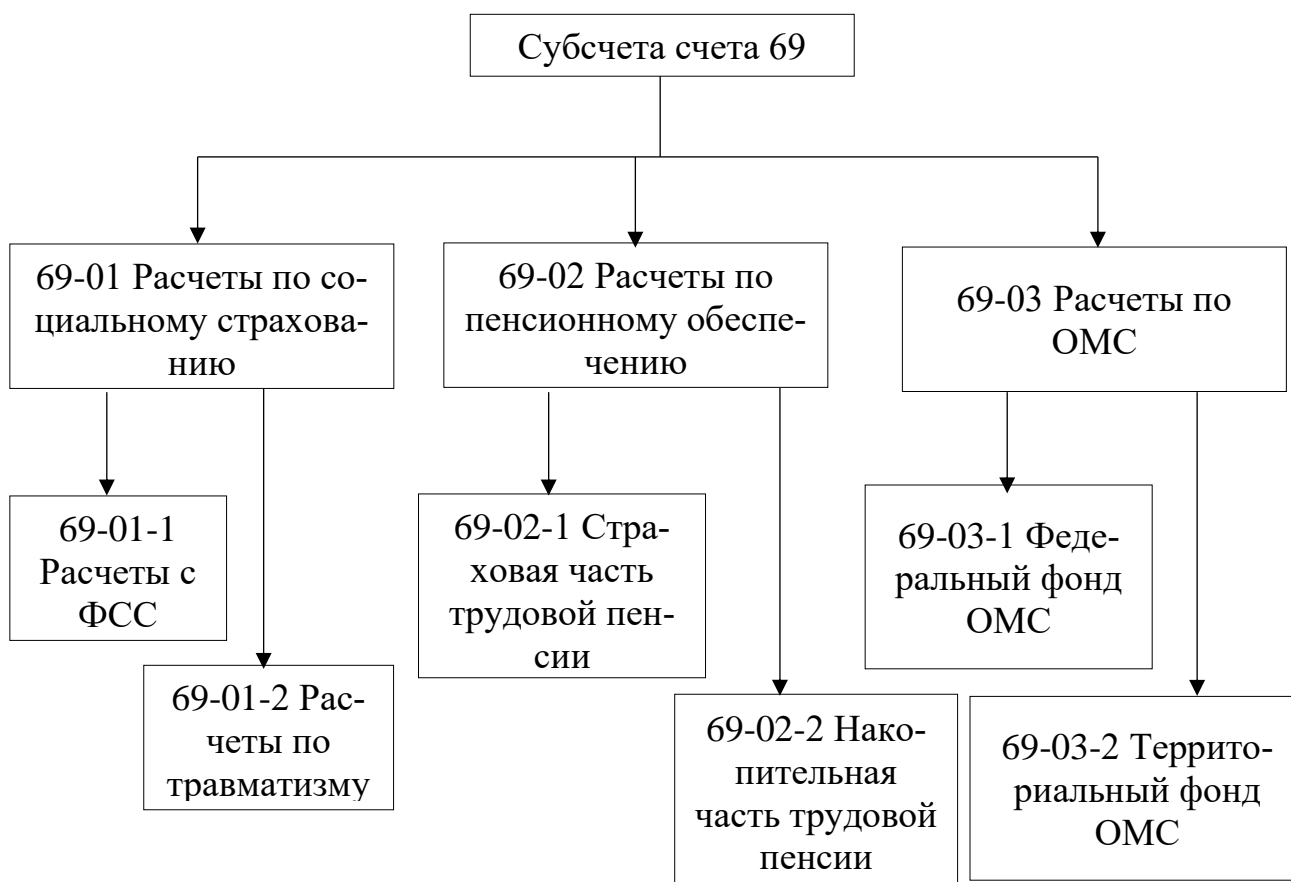 Субсчета счета 69
69-01 Расчеты по со-
циальному страхова-
нию
69-02 Расчеты по
пенсионному обеспе-
чению
69-03 Расчеты по
ОМС
69-01-1
Расчеты с
ФСС
69-02-1 Стра-
ховая часть
трудовой пен-
сии
69-03-1 Феде-
ральный фонд
ОМС
69-01-2 Рас-
четы по
травматизму
69-02-2 Нако-
пительная
часть трудовой
пенсии
69-03-2 Террито-
риальный фонд
ОМС